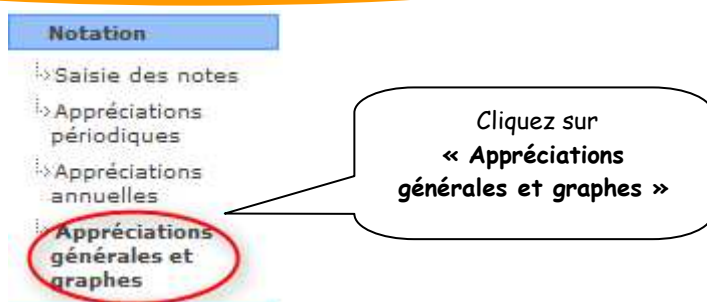 Notation
Saisie des notes
Appréciations
périodiques
Appréciations
annuelles
Appréciations
générales et
graphes
Cliquez sur
« Appréciations
générales et graphes »